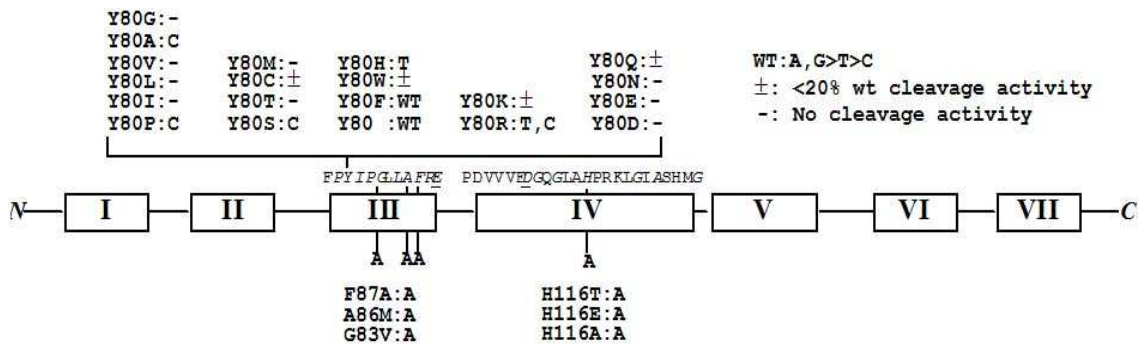 Y80G:-
Y80A:C
Y80V:- Y80M:- Y80H:T Y80Q:± WT:A,G>T>C
Y80L:- Y80C:± Y80W:± Y80N:- ±: <20% wt cleavage activity
Y80I:- Y80T:- Y80F:WT Y80K:± Y80E:- -: No cleavage activity
Y80P:C Y80S:C Y80 :WT Y80R:T,C Y80D:-
FPYIPGLLAFRE PDVVVFDGQGLAHPRKLGIASHMG
N I II III IV V VI VII C
A AA A
F87A:A H116T:A
A86M:A H116E:A
G83V:A H116A:A